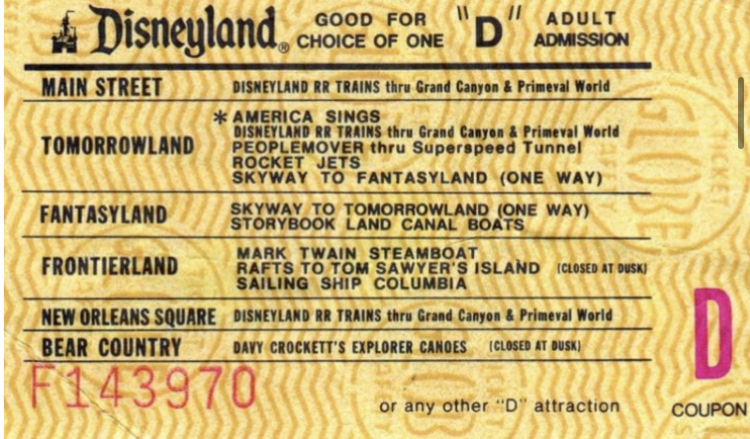 Disneyland® GOOD FOR CHOICE OF ONE "D" ADULT ADMISSION
MAIN STREET DISNEYLAND RR TRAINS thru Grand Canyon & Primeval World
TOMORROWLAND
* AMERICA SINGS
DISNEYLAND RR TRAINS thru Grand Canyon & Primeval World
PEOPLEMOVER thru Superspeed Tunnel
ROCKET JETS
SKYWAY TO FANTASYLAND (ONE WAY)
FANTASYLAND
SKYWAY TO TOMORROWLAND (ONE WAY)
STORYBOOK LAND CANAL BOATS
FRONTIERLAND
MARK TWAIN STEAMBOAT
RAFTS TO TOM SAWYER'S ISLAND (CLOSED AT DUSK)
SAILING SHIP COLUMBIA
NEW ORLEANS SQUARE DISNEYLAND RR TRAINS thru Grand Canyon & Primeval World
BEAR COUNTRY DAVY CROCKETT'S EXPLORER CANOES (CLOSED AT DUSK)
F143970
or any other "D" attraction
D
COUPON
GLOBE
TICKET